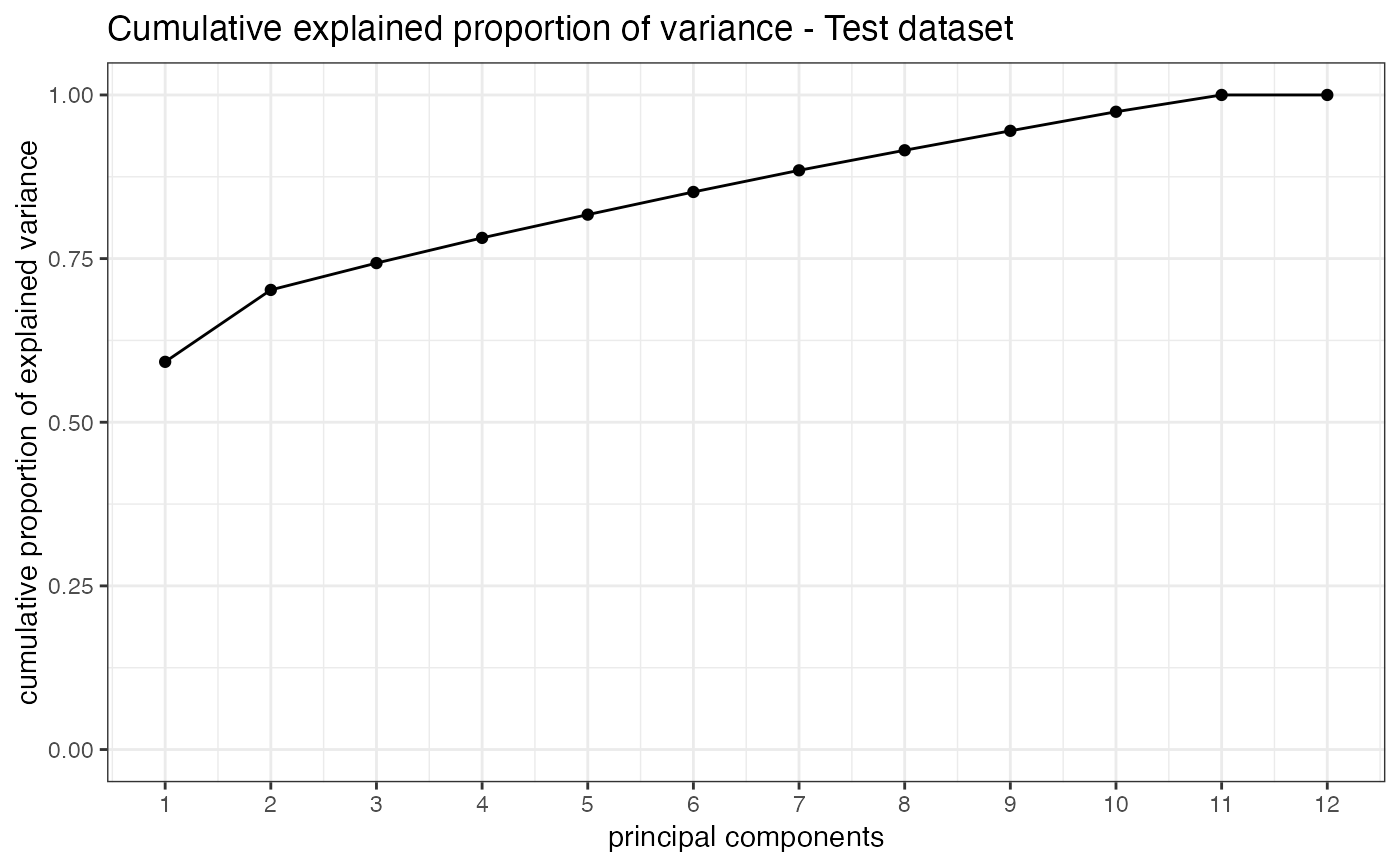 Cumulative explained proportion of variance - Test dataset
cumulative proportion of explained variance
1.00
0.75
0.50
0.25
0.00
1 2 3 4 5 6 7 8 9 10 11 12
principal components